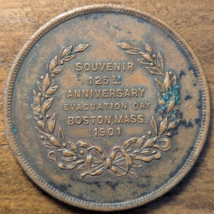 SOUVENIR
125TH
ANNIVERSARY
EVACUATION DAY
BOSTON, MASS.
1901